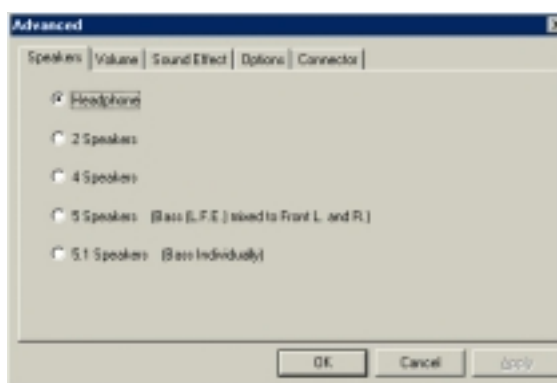 Advanced
Speakers Volume Sound Effect Options Connector
Headphone
2 Speakers
4 Speakers
5 Speakers (Bass (L.F.E.) mixed to Front L. and R.)
5.1 Speakers (Bass Individually)
OK Cancel Apply